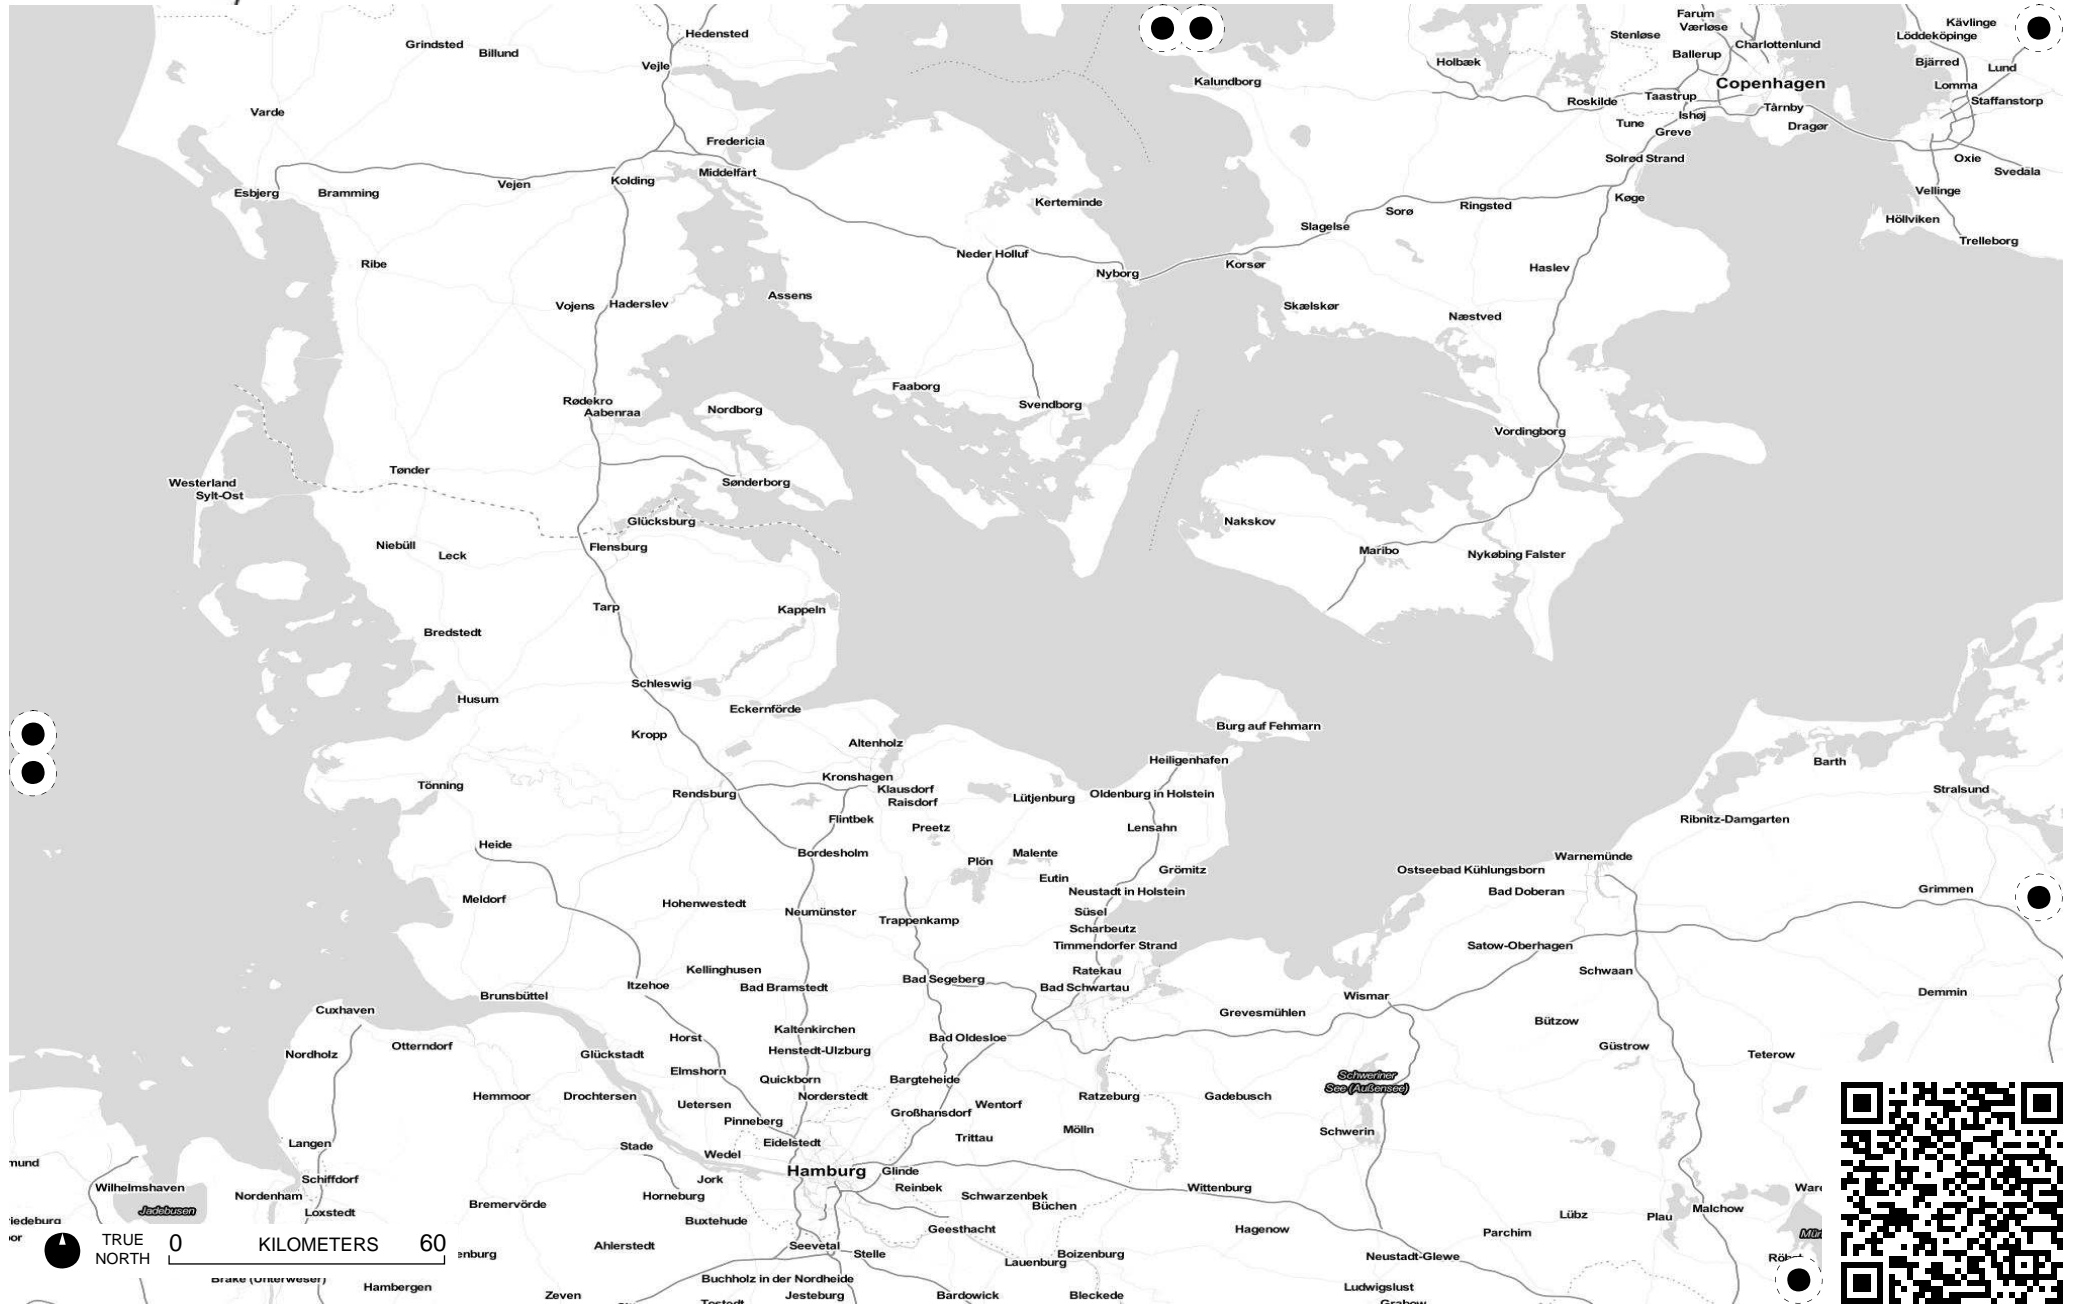 Farum
Kävlinge
Værløse
Hedensted
Stenløse
Löddeköpinge
Grindsted
Charlottenlund
Billund
Ballerup
Bjärred
Holbæk
Vejle
Lund
Kalundborg
Copenhagen
Lomma
Taastrup
Roskilde
Staffanstorp
Tårnby
Varde
Ishøj
Tune
Dragør
Greve
Fredericia
Solrød Strand
Oxie
Middelfart
Svedala
Kolding
Vejen
Esbjerg
Bramming
Vellinge
Køge
Kerteminde
Ringsted
Sorø
Höllviken
Slagelse
Trelleborg
Neder Holluf
Ribe
Korsør
Haslev
Nyborg
Assens
Vojens
Haderslev
Skælskør
Næstved
Faaborg
Rødekro
Svendborg
Nordborg
Aabenraa
Vordingborg
Tønder
Westerland
Sønderborg
Sylt-Ost
Glücksburg
Nakskov
Niebüll
Flensburg
Maribo
Leck
Nykøbing Falster
Tarp
Kappeln
Bredstedt
Schleswig
Husum
Eckernförde
Burg auf Fehmarn
Kropp
Altenholz
Heiligenhafen
Barth
Kronshagen
Tönning
Klausdorf
Stralsund
Rendsburg
Oldenburg in Holstein
Lütjenburg
Raisdorf
Flintbek
Ribnitz-Damgarten
Preetz
Lensahn
Heide
Bordesholm
Malente
Warnemünde
Plön
Grömitz
Ostseebad Kühlungsborn
Eutin
Grimmen
Neustadt in Holstein
Bad Doberan
Meldorf
Hohenwestedt
Neumünster
Süsel
Trappenkamp
Scharbeutz
Timmendorfer Strand
Satow-Oberhagen
Kellinghusen
Ratekau
Schwaan
Bad Segeberg
Itzehoe
Bad Bramstedt
Bad Schwartau
Demmin
Brunsbüttel
Wismar
Cuxhaven
Grevesmühlen
Bützow
Kaltenkirchen
Horst
Bad Oldesloe
Otterndorf
Güstrow
Henstedt-Ulzburg
Nordholz
Glückstadt
Teterow
Elmshorn
Schweriner
Quickborn
Bargteheide
See (Außensee)
Hemmoor
Drochtersen
Norderstedt
Ratzeburg
Gadebusch
Uetersen
Wentorf
Großhansdorf
Pinneberg
Mölln
Schwerin
Trittau
Langen
Eidelstedt
Stade
Wedel
mund
Hamburg
Glinde
Schiffdorf
Jork
Wilhelmshaven
Reinbek
Wittenburg
Ware
Nordenham
Horneburg
Schwarzenbek
Bremervörde
Büchen
Malchow
Jadebusen
Loxstedt
Lübz
Plau
iedeburg
Buxtehude
Geesthacht
Hagenow
Parchim
Mür
oor
TRUE
NORTH
0
KILOMETERS
60
Ahlerstedt
Seevetal
Stelle
enburg
Boizenburg
Neustadt-Glewe
Lauenburg
Brake (Unterweser)
Hambergen
Buchholz in der Nordheide
Ludwigslust
Zeven
Jesteburg
Bardowick
Bleckede
Tostedt
Grabow